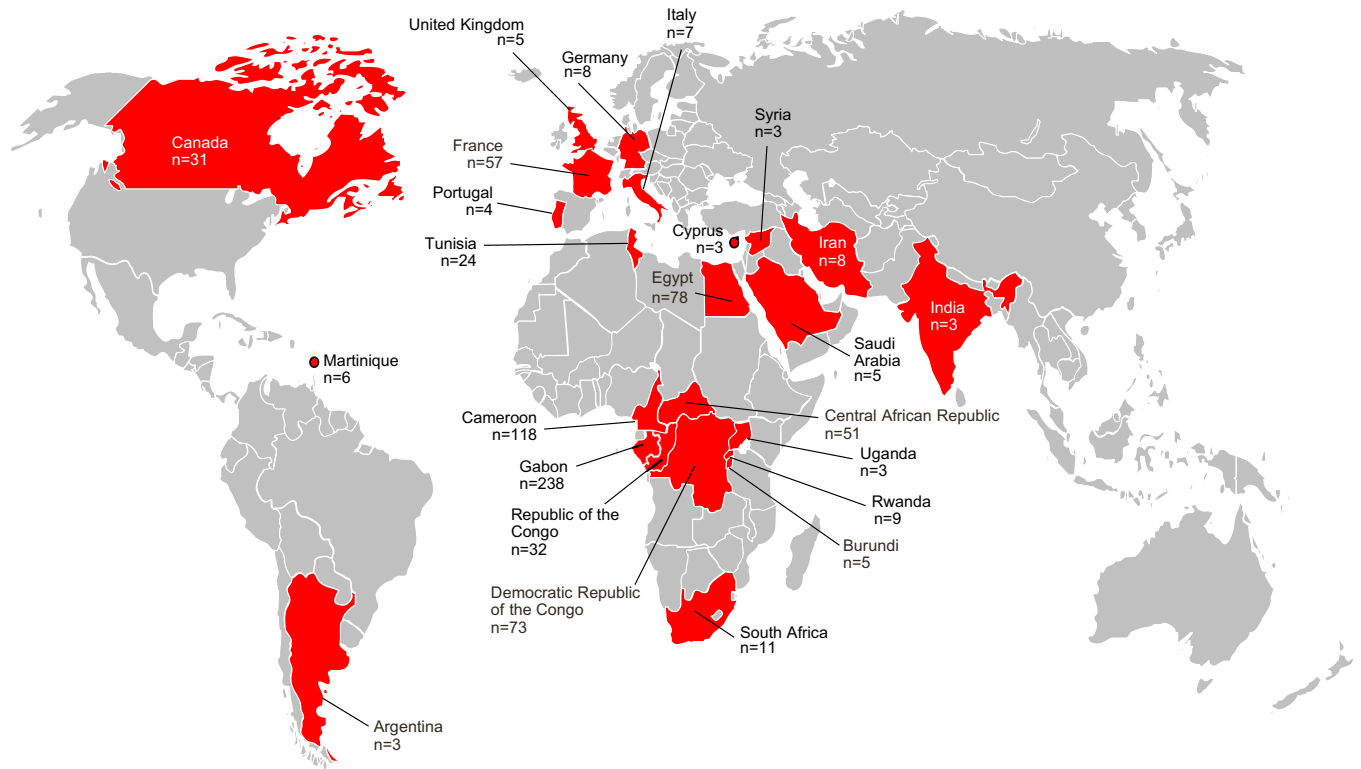 United Kingdom
n=5
Italy
n=7
Germany
n=8
Syria
n=3
Canada
n=31
France
n=57
Portugal
n=4
Tunisia
n=24
Cyprus
n=3
Iran
n=8
Egypt
n=78
India
n=3
Saudi
Arabia
n=5
Martinique
n=6
Cameroon
n=118
Central African Republic
n=51
Gabon
n=238
Uganda
n=3
Rwanda
n=9
Republic of the
Congo
n=32
Burundi
n=5
Democratic Republic
of the Congo
n=73
South Africa
n=11
Argentina
n=3